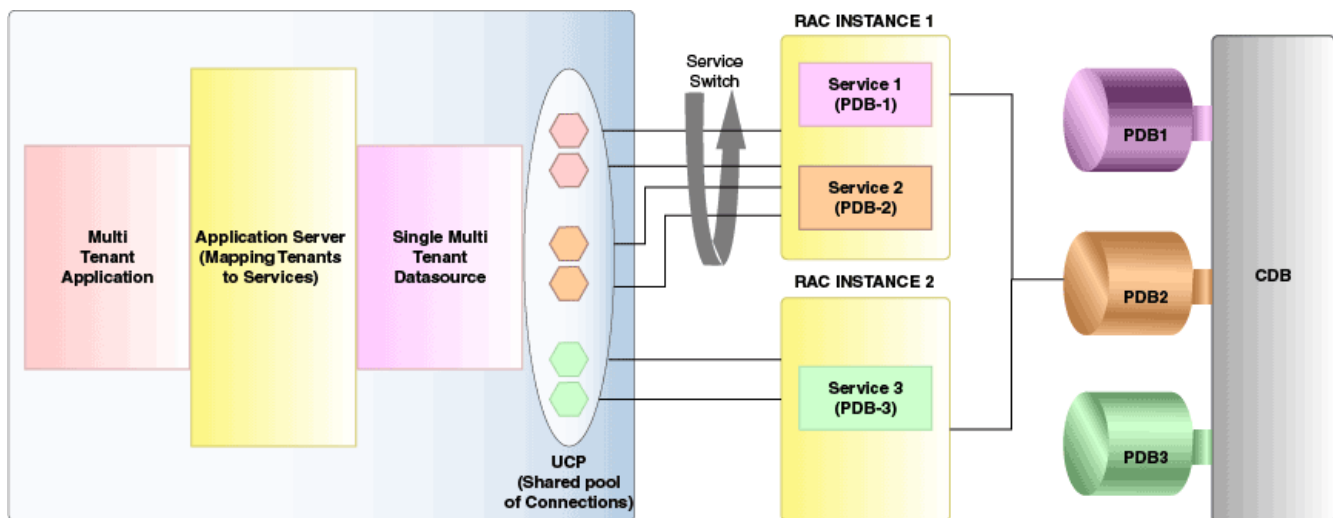 Multi
Tenant
Application
Application Server
(Mapping Tenants
to Services)
Single Multi
Tenant
Datasource
UCP
(Shared pool
of Connections)
Service
Switch
RAC INSTANCE 1
Service 1
(PDB-1)
Service 2
(PDB-2)
RAC INSTANCE 2
Service 3
(PDB-3)
PDB1
PDB2
PDB3
CDB